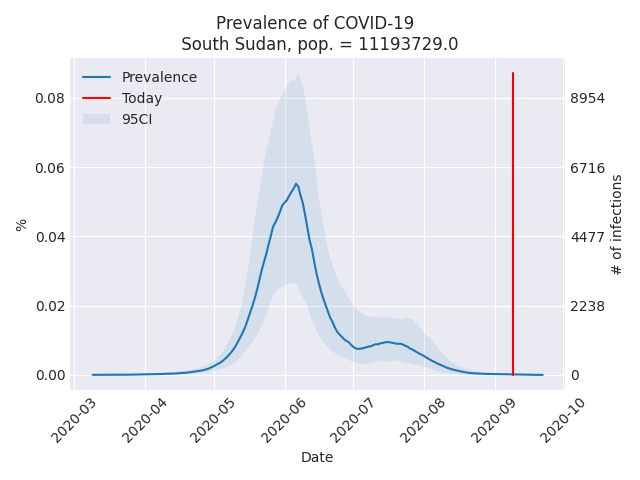 Prevalence of COVID-19
South Sudan, pop. = 11193729.0
Prevalence
Today
95CI
0.08
0.06
0.04
0.02
0.00
%
8954
6716
4477
2238
0
# of infections
2020-03
2020-04
2020-05
2020-06
2020-07
2020-08
2020-09
2020-10
Date